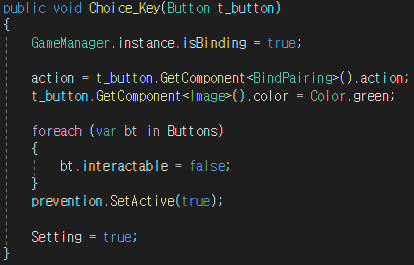 public void Choice_Key(Button t_button)
{
    GameManager.instance.isBinding = true;

    action = t_button.GetComponent<BindPairing>().action;
    t_button.GetComponent<Image>().color = Color.green;

    foreach (var bt in Buttons)
    {
        bt.interactable = false;
    }
    prevention.SetActive(true);

    Setting = true;
}